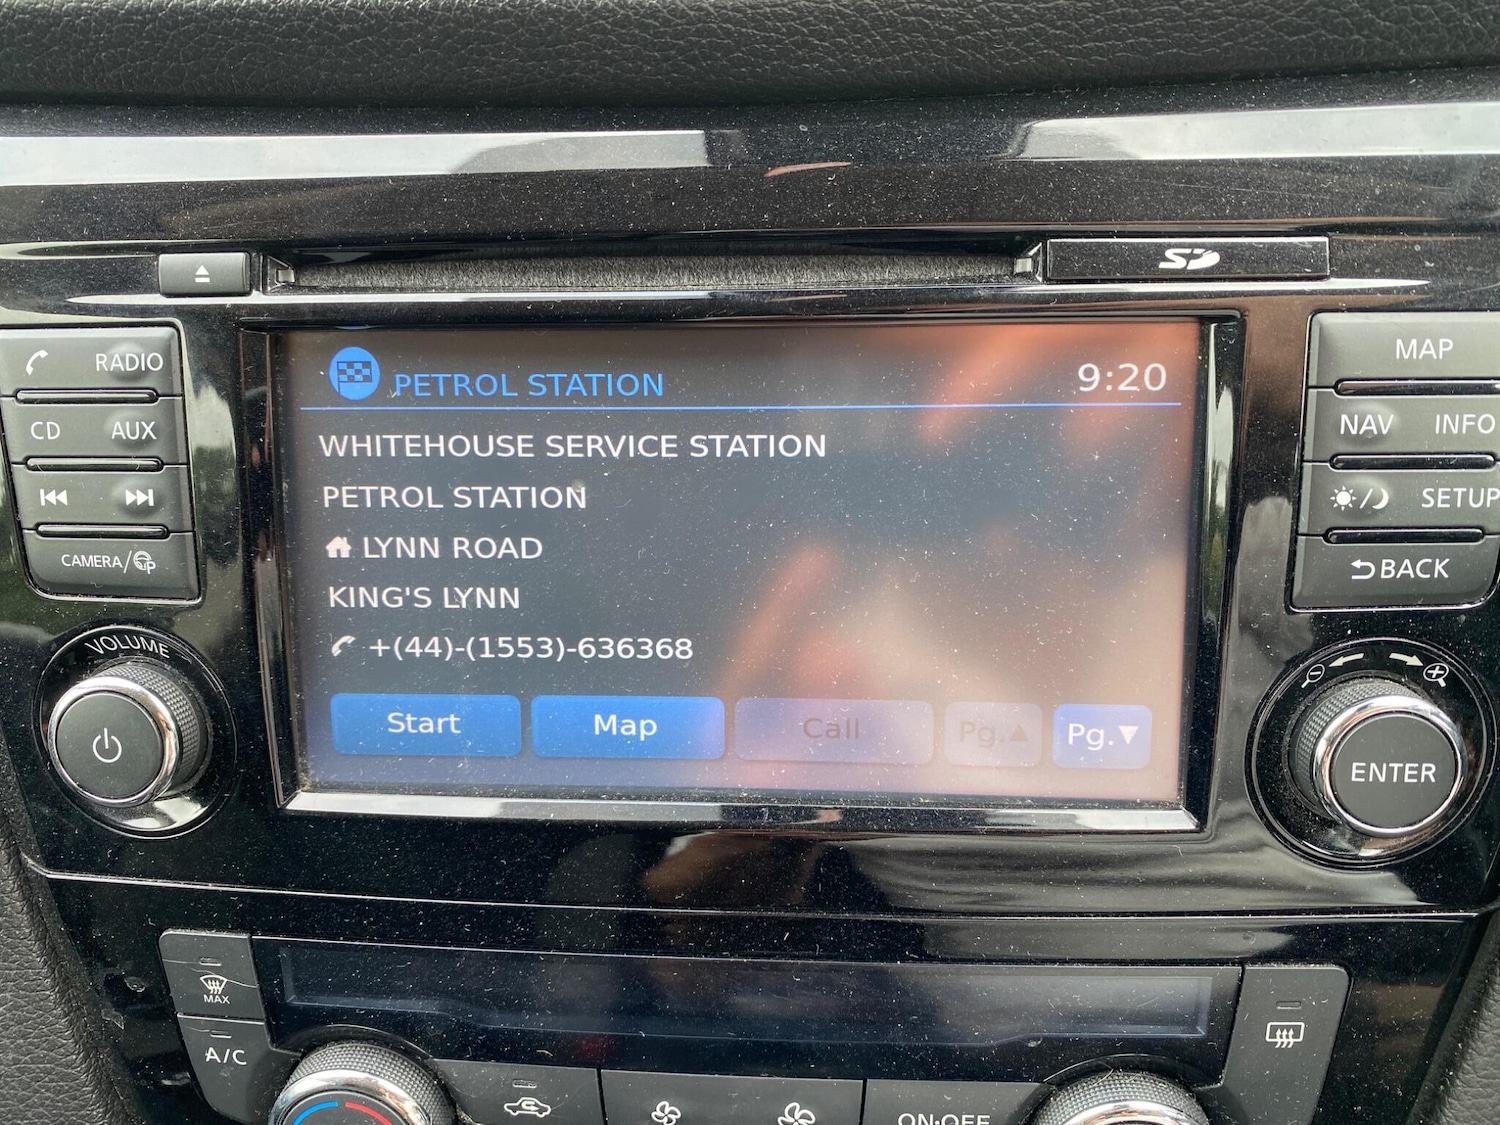 SD
RADIO
MAP
CD AUX
NAV INFO
SETUP
CAMERA/
BACK
VOLUME
PETROL STATION 9:20
WHITEHOUSE SERVICE STATION
PETROL STATION
LYNN ROAD
KING'S LYNN
+(44)-(1553)-636368
Start Map Call Pg.▲ Pg.▼
ENTER
MAX
A/C
ON·OFF